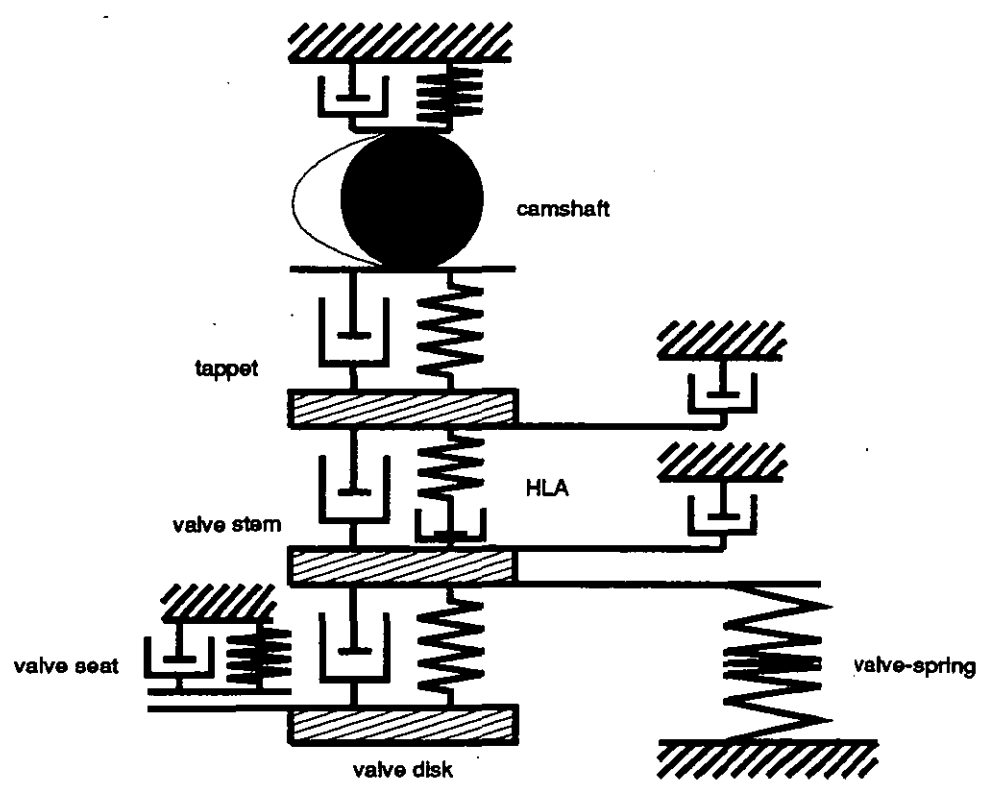 camshaft
tappet
HLA
valve stem
valve seat
valve-spring
valve disk